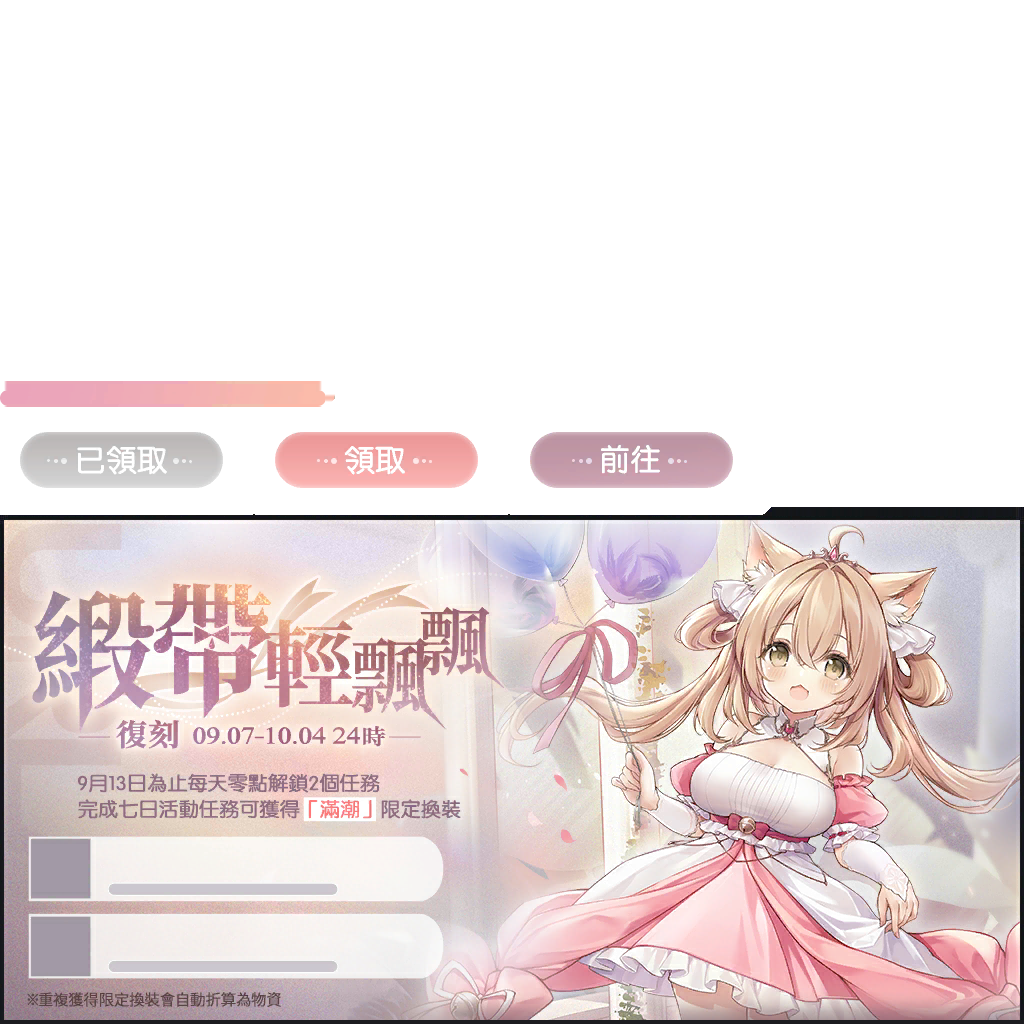 已領取
領取
前往
緞帶輕飄飄
復刻 09.07-10.04 24時
9月13日為止每天零點解鎖2個任務
完成七日活動任務可獲得「滿潮」限定換裝
※重複獲得限定換裝會自動折算為物資